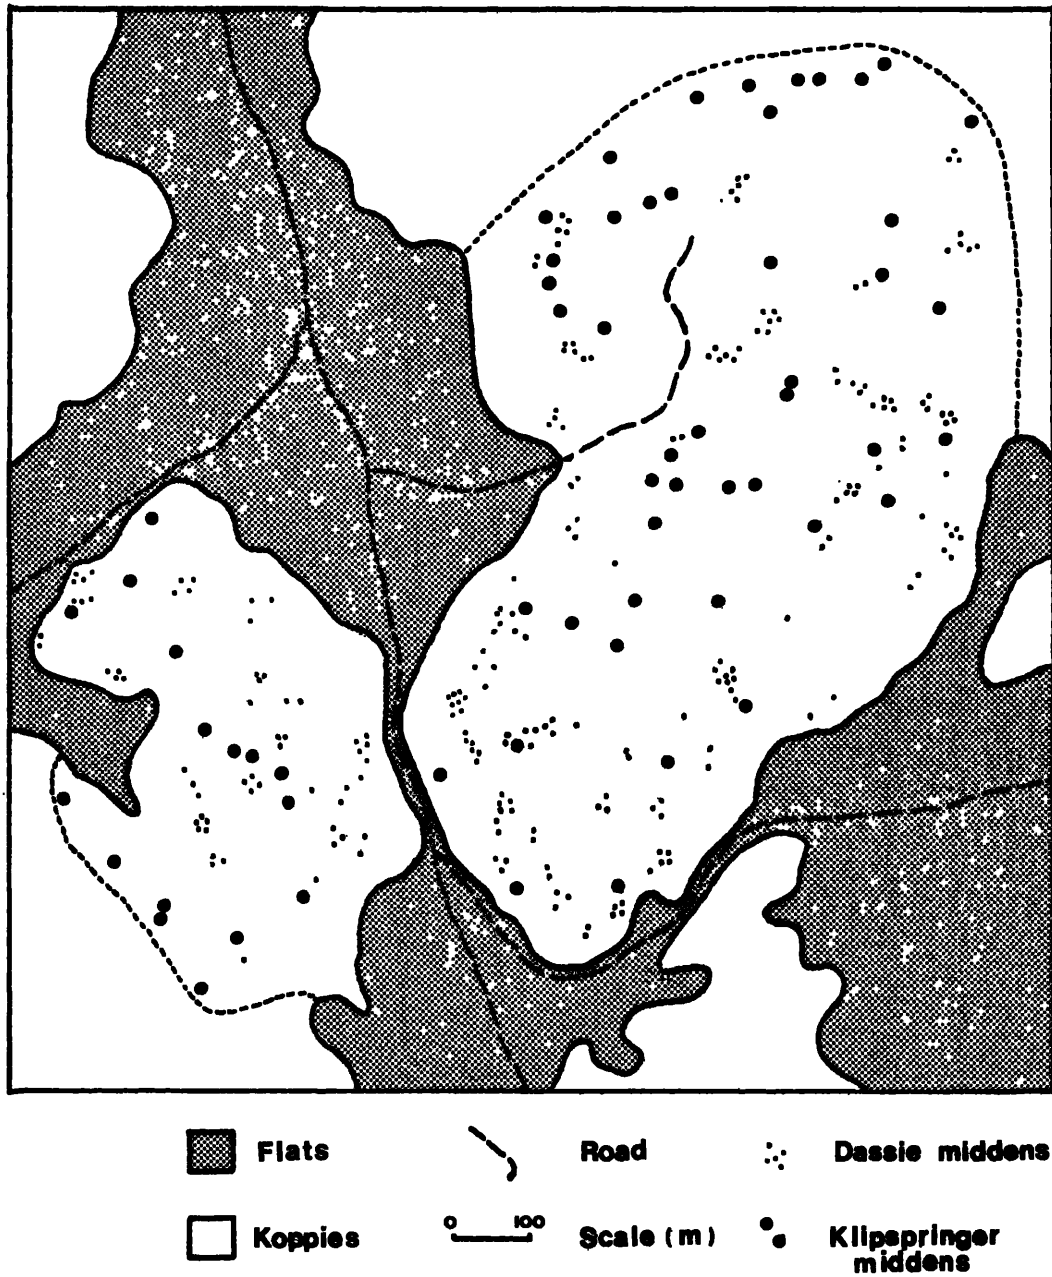 Flats
Road
Dassie middens
Koppies
0 100
Scale (m)
Klipspringer
middens